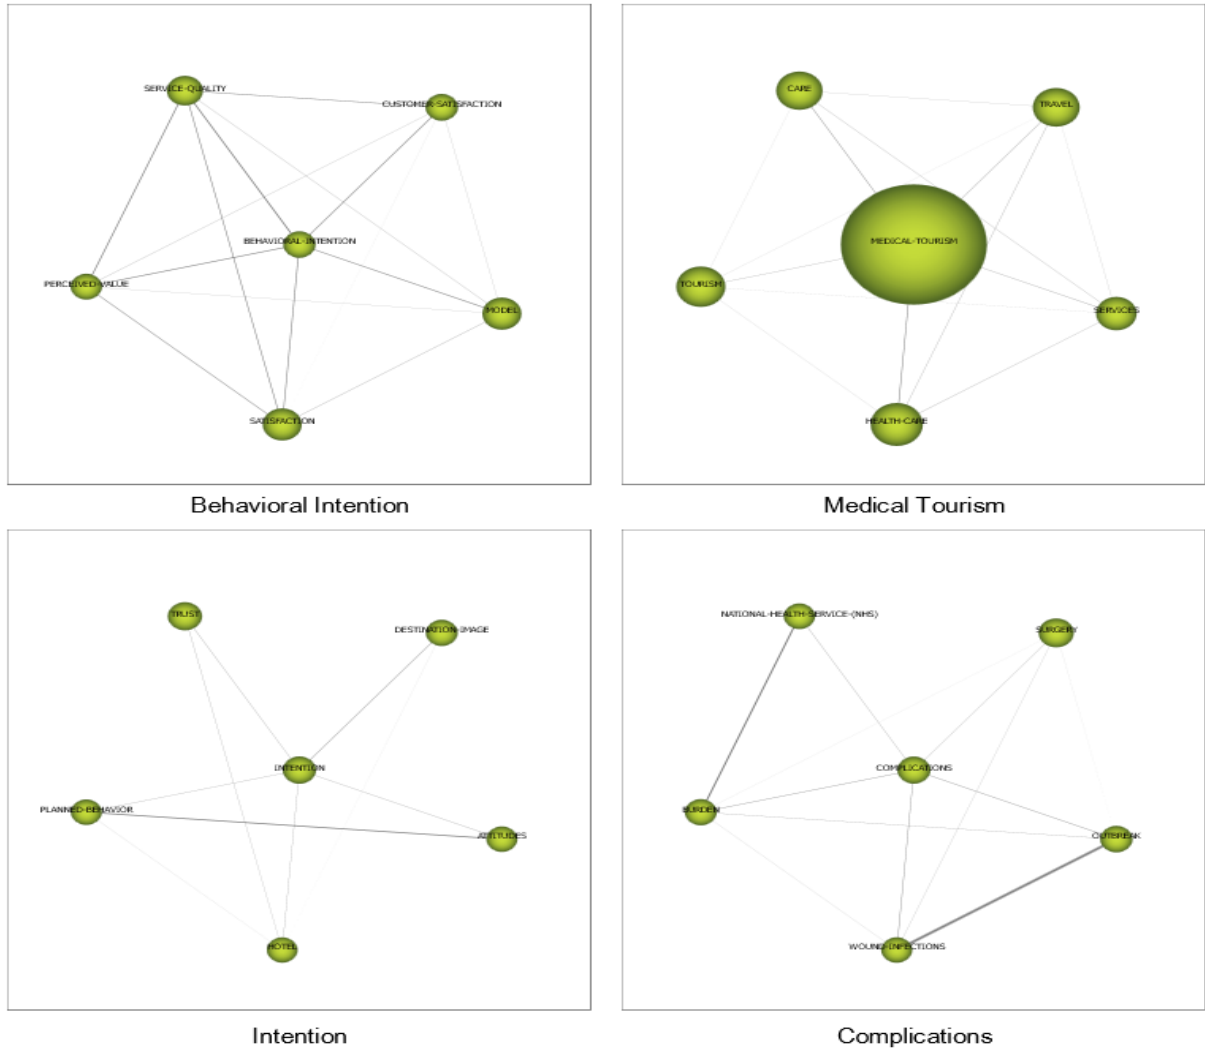 SERVICE-QUALITY
CUSTOMER-SATISFACTION
BEHAVIORAL-INTENTION
PERCEIVED-VALUE
MODEL
SATISFACTION
Behavioral Intention
CARE
TRAVEL
MEDICAL-TOURISM
TOURISM
SERVICES
HEALTH-CARE
Medical Tourism
TRUST
DESTINATION-IMAGE
INTENTION
PLANNED-BEHAVIOR
ATTITUDES
HOTEL
Intention
NATIONAL-HEALTH-SERVICE-(NHS)
SURGERY
COMPLICATIONS
BURDEN
OUTBREAK
WOUND-INFECTIONS
Complications